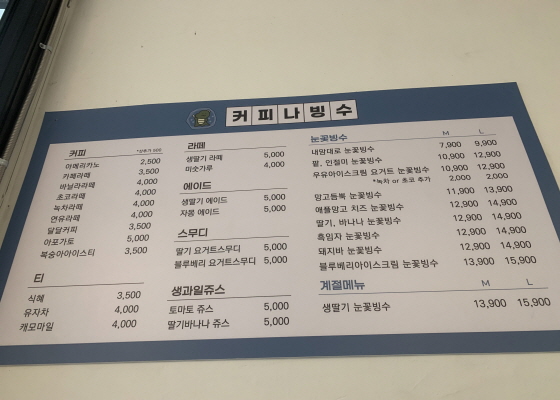 커피나빙수
커피 *샷추가 500
아메리카노 2,500
카페라떼 3,500
바닐라라떼 4,000
초코라떼 4,000
녹차라떼 4,000
연유라떼 4,000
달달커피 3,500
아포가토 5,000
복숭아아이스티 3,500
티
식혜 3,500
유자차 4,000
캐모마일 4,000
라떼
생딸기 라떼 5,000
미숫가루 4,000
에이드
생딸기 에이드 5,000
자몽 에이드 5,000
스무디
딸기 요거트스무디 5,000
블루베리 요거트스무디 5,000
생과일쥬스
토마토 쥬스 5,000
딸기바나나 쥬스 5,000
눈꽃빙수 M L
내맘대로 눈꽃빙수 7,900 9,900
팥, 인절미 눈꽃빙수 10,900 12,900
우유아이스크림 요거트 눈꽃빙수 10,900 12,900
*녹차 or 초코 추가 2,000 2,000
망고듬뿍 눈꽃빙수 11,900 13,900
애플망고 치즈 눈꽃빙수 12,900 14,900
딸기, 바나나 눈꽃빙수 12,900 14,900
흑임자 눈꽃빙수 12,900 14,900
돼지바 눈꽃빙수 12,900 14,900
블루베리아이스크림 눈꽃빙수 13,900 15,900
계절메뉴 M L
생딸기 눈꽃빙수 13,900 15,900